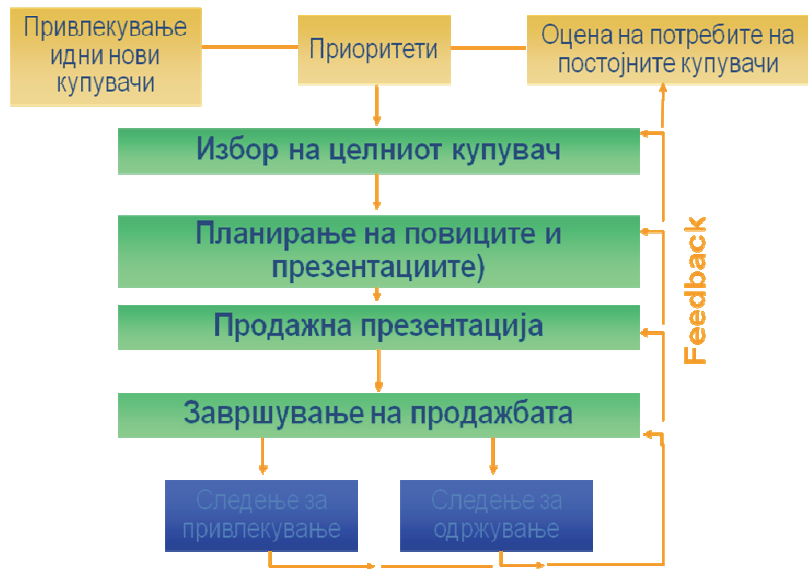 Привлекување
идни нови
купувачи
Приоритети
Оцена на потребите на
постојните купувачи
Избор на целниот купувач
Планирање на повиците и
презентациите)
Продажна презентација
Завршување на продажбата
Следење за
привлекување
Следење за
одржување
Feedback